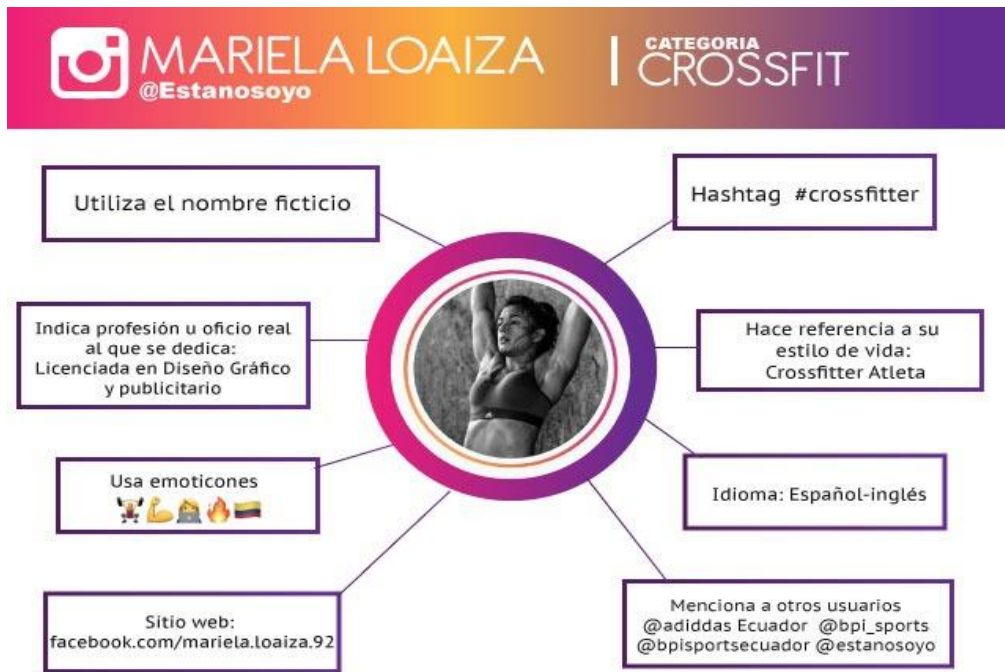 MARIELA LOAIZA
@Estanosoyo
CATEGORIA
CROSSFIT
Utiliza el nombre ficticio
Hashtag #crossfitter
Indica profesión u oficio real
al que se dedica:
Licenciada en Diseño Gráfico
y publicitario
Hace referencia a su
estilo de vida:
Crossfitter Atleta
Usa emoticones
Idioma: Español-inglés
Sitio web:
facebook.com/mariela.loaiza.92
Menciona a otros usuarios
@adiddas Ecuador @bpi_sports
@bpisportsecuador @estanosoyo